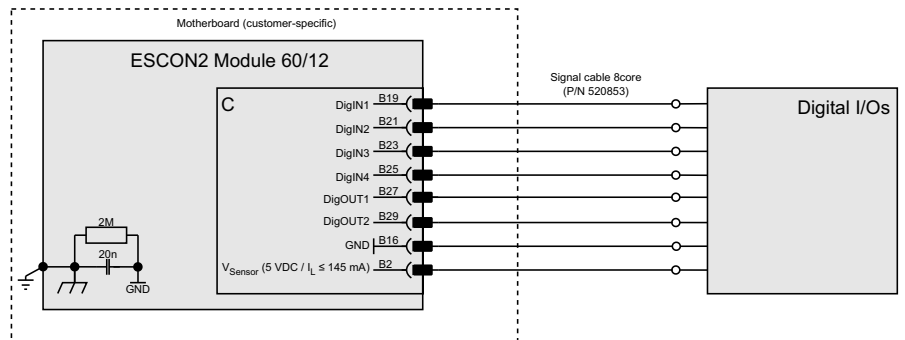 Motherboard (customer-specific)
ESCON2 Module 60/12
Signal cable 8core
(P/N 520853)
C
Digital I/Os
DigIN1 B19
DigIN2 B21
DigIN3 B23
DigIN4 B25
DigOUT1 B27
DigOUT2 B29
GND B16
VSensor (5 VDC / IL ≤ 145 mA) B2
2M
20n
GND